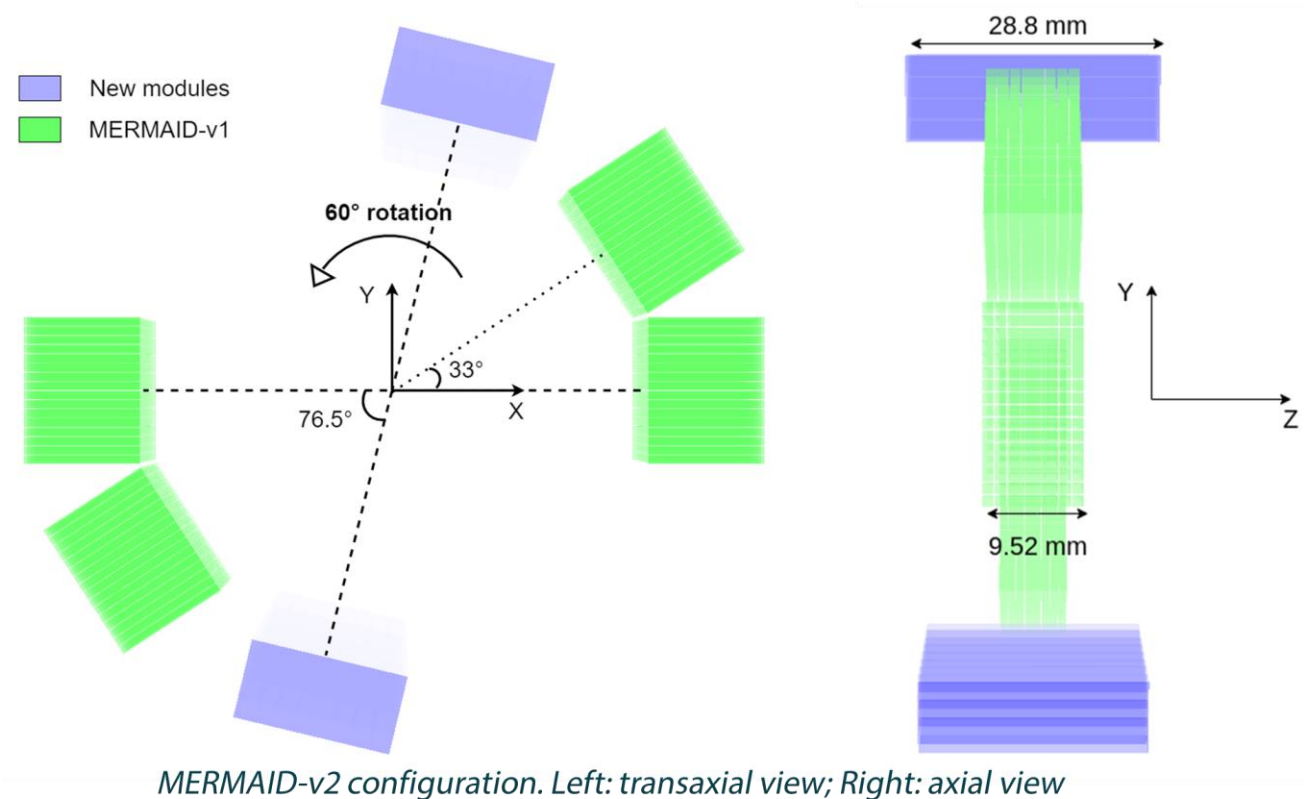 New modules
MERMAID-v1
60° rotation
Y
33°
X
76.5°
28.8 mm
Y
Z
9.52 mm
MERMAID-v2 configuration. Left: transaxial view; Right: axial view